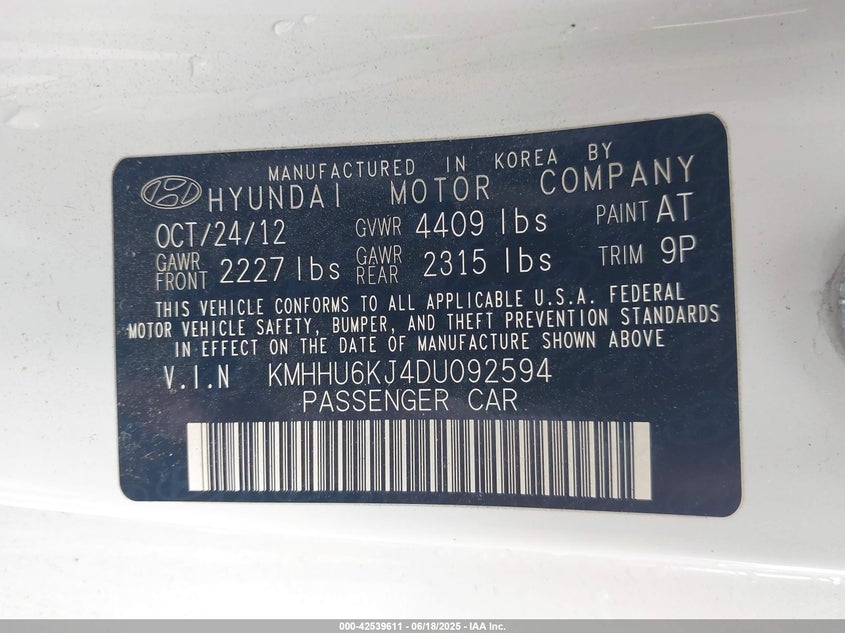 MANUFACTURED IN KOREA BY
HYUNDAI MOTOR COMPANY
OCT/24/12 GVWR 4409 lbs PAINT AT
GAWR FRONT 2227 lbs GAWR REAR 2315 lbs TRIM 9P
THIS VEHICLE CONFORMS TO ALL APPLICABLE U.S.A. FEDERAL
MOTOR VEHICLE SAFETY, BUMPER, AND THEFT PREVENTION STANDARDS
IN EFFECT ON THE DATE OF MANUFACTURE SHOWN ABOVE
V.I.N KMHHU6KJ4DU092594
PASSENGER CAR
000-42539611 - 06/18/2025 - IAA Inc.